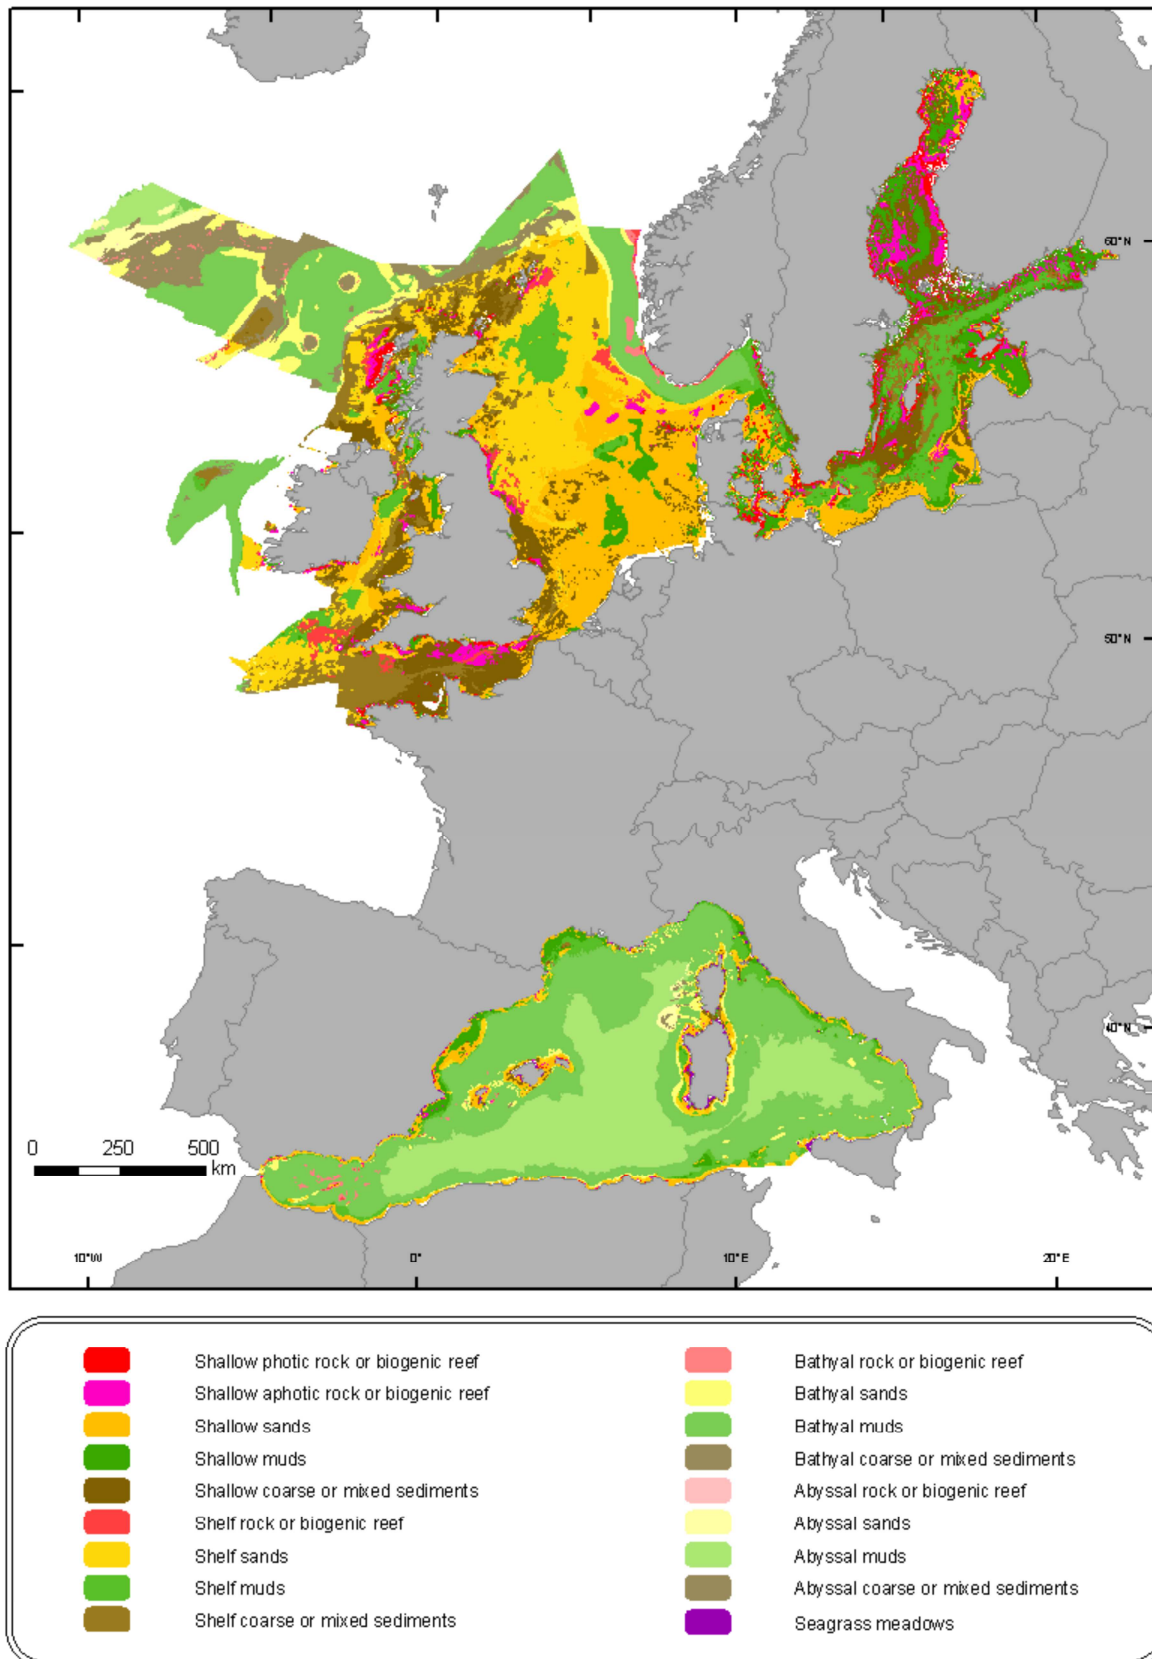 60°N
50°N
40°N
0 250 500
km
10°W 0° 10°E 20°E
Shallow photic rock or biogenic reef
Shallow aphotic rock or biogenic reef
Shallow sands
Shallow muds
Shallow coarse or mixed sediments
Shelf rock or biogenic reef
Shelf sands
Shelf muds
Shelf coarse or mixed sediments
Bathyal rock or biogenic reef
Bathyal sands
Bathyal muds
Bathyal coarse or mixed sediments
Abyssal rock or biogenic reef
Abyssal sands
Abyssal muds
Abyssal coarse or mixed sediments
Seagrass meadows